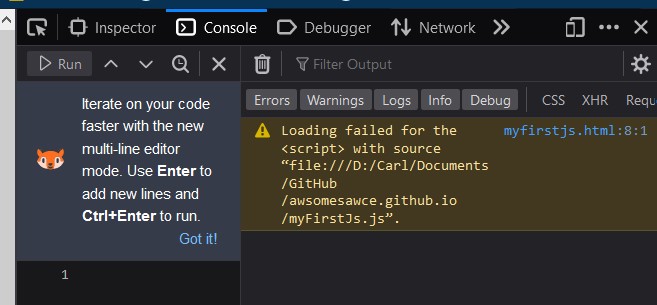 Inspector
Console
Debugger
Network
Run
Filter Output
Errors
Warnings
Logs
Info
Debug
CSS
XHR
Requ
Iterate on your code
faster with the new
multi-line editor
mode. Use Enter to
add new lines and
Ctrl+Enter to run.
Got it!
1
Loading failed for the
<script> with source
“file:///D:/Carl/Documents
/GitHub
/awsomesawce.github.io
/myFirstJs.js”.
myfirstjs.html:8:1